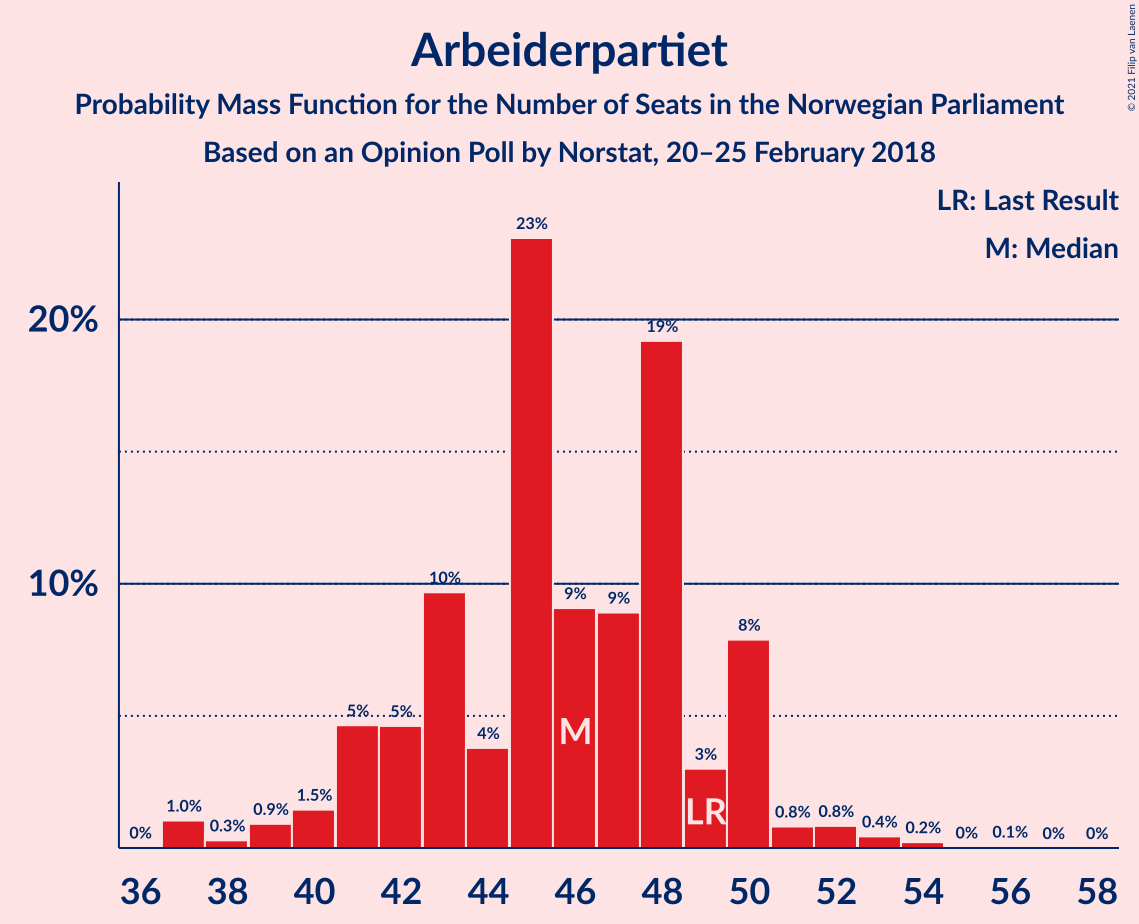 Arbeiderpartiet
Probability Mass Function for the Number of Seats in the Norwegian Parliament
Based on an Opinion Poll by Norstat, 20–25 February 2018
© 2021 Filip van Laenen
LR: Last Result
M: Median
20%
10%
0%
1.0%
0.3%
0.9%
1.5%
5%
5%
10%
4%
23%
9%
9%
19%
3%
8%
0.8%
0.8%
0.4%
0.2%
0%
0.1%
0%
0%
M
LR
36 38 40 42 44 46 48 50 52 54 56 58